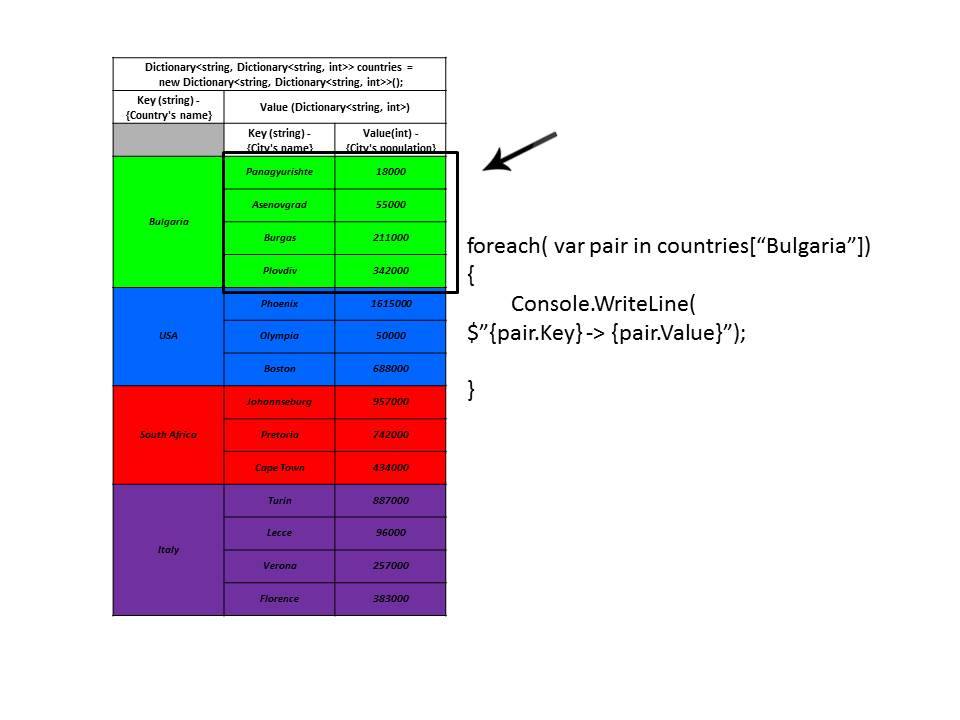 Dictionary<string, Dictionary<string, int>> countries =
new Dictionary<string, Dictionary<string, int>>();
Key (string) -
{Country's name}
Value (Dictionary<string, int>)
Key (string) -
{City's name}
Value(int) -
{City's population}
Bulgaria
Panagyurishte 18000
Asenovgrad 55000
Burgas 211000
Plovdiv 342000
USA
Phoenix 1615000
Olympia 50000
Boston 688000
South Africa
Johannseburg 957000
Pretoria 742000
Cape Town 434000
Italy
Turin 887000
Lecce 96000
Verona 257000
Florence 383000
foreach( var pair in countries[“Bulgaria”])
{
Console.WriteLine(
$”{pair.Key} -> {pair.Value}”);
}